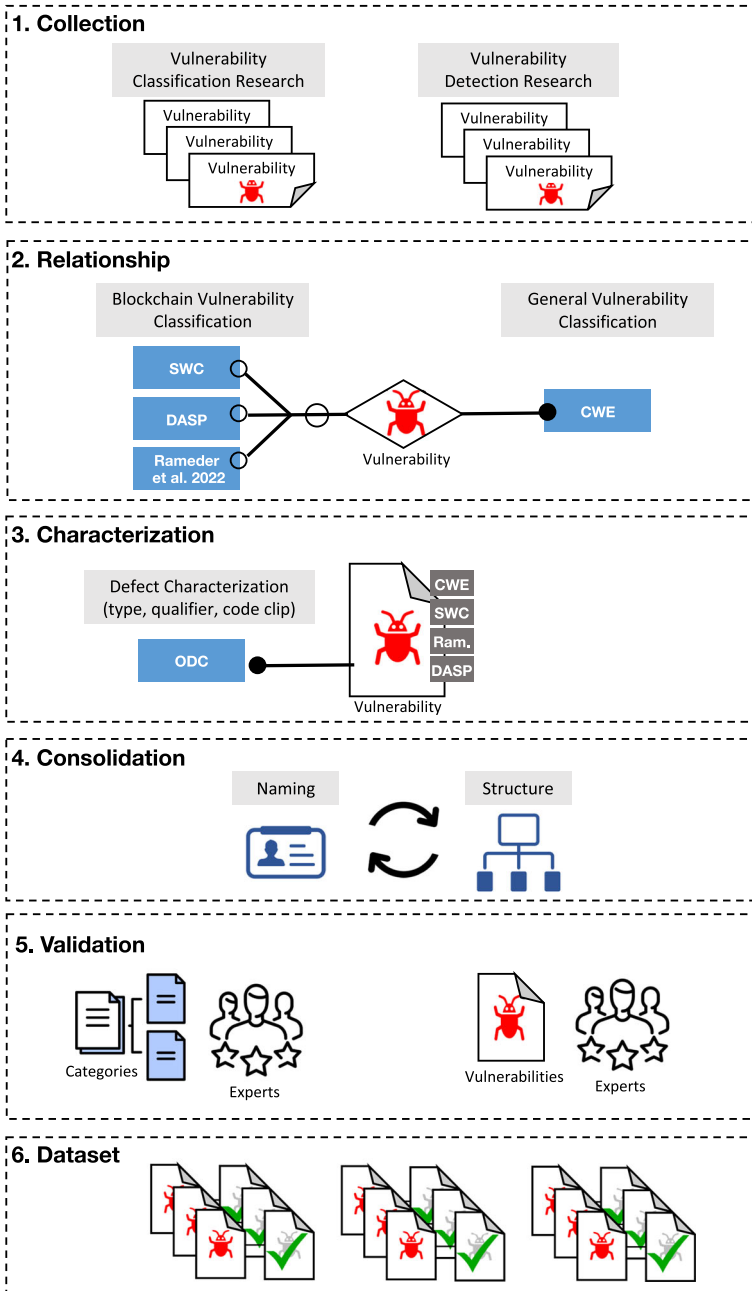 1. Collection
Vulnerability
Classification Research
Vulnerability
Detection Research
Vulnerability
Vulnerability
Vulnerability
Vulnerability
Vulnerability
Vulnerability
2. Relationship
Blockchain Vulnerability
Classification
General Vulnerability
Classification
SWC
DASP
Rameder
et al. 2022
Vulnerability
CWE
3. Characterization
Defect Characterization
(type, qualifier, code clip)
ODC
CWE
SWC
Ram.
DASP
Vulnerability
4. Consolidation
Naming
Structure
5. Validation
Categories
Experts
Vulnerabilities
Experts
6. Dataset